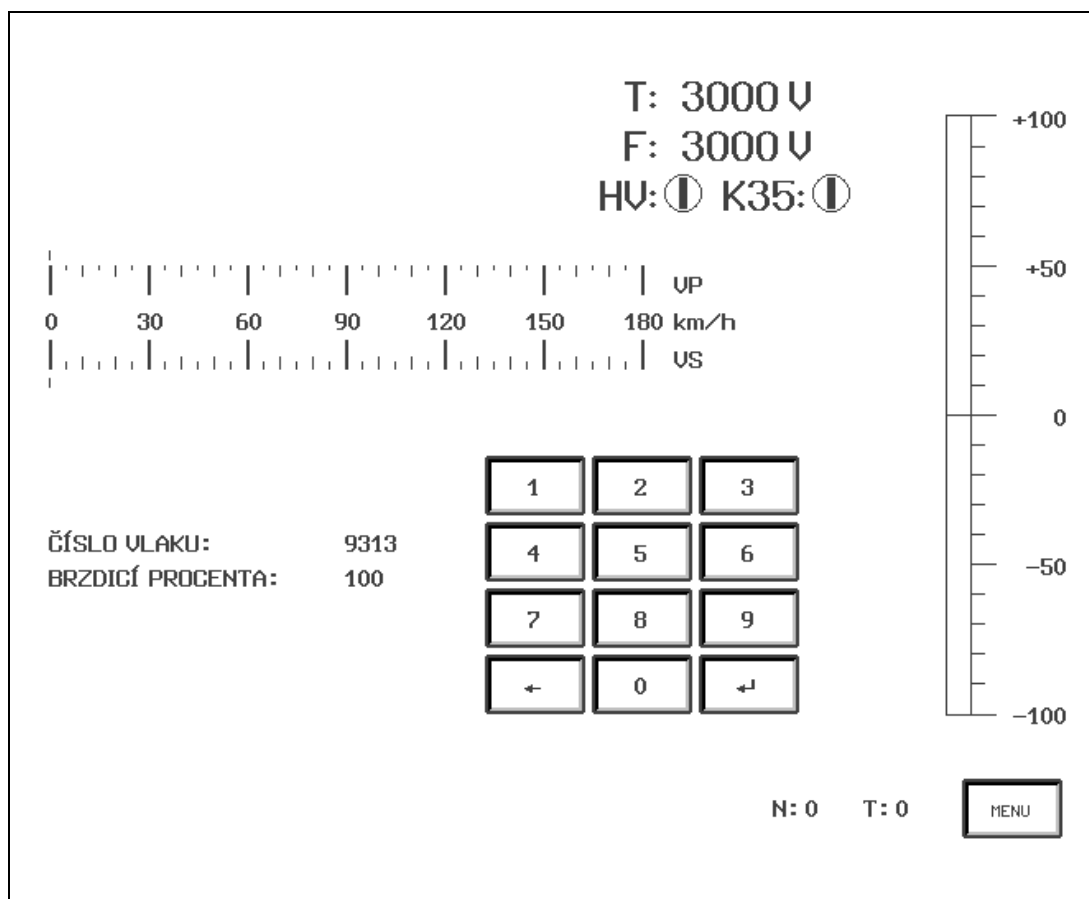 T: 3000 V
F: 3000 V
HV: K35:
+100
+50
0
-50
-100
VP
0 30 60 90 120 150 180 km/h
VS
1 2 3
4 5 6
7 8 9
← 0 ↵
ČÍSLO VLAKU: 9313
BRZDICÍ PROCENTA: 100
N: 0 T: 0
MENU